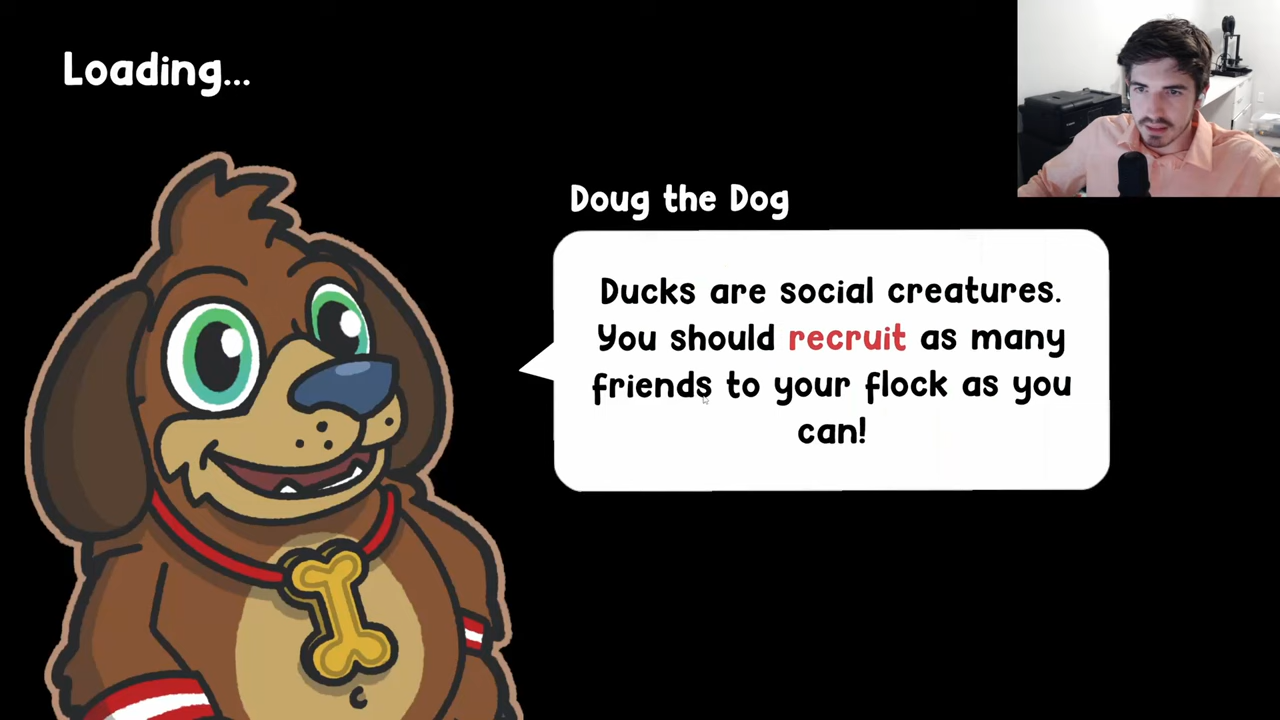 Loading...
Doug the Dog
Ducks are social creatures.
You should recruit as many
friends to your flock as you
can!